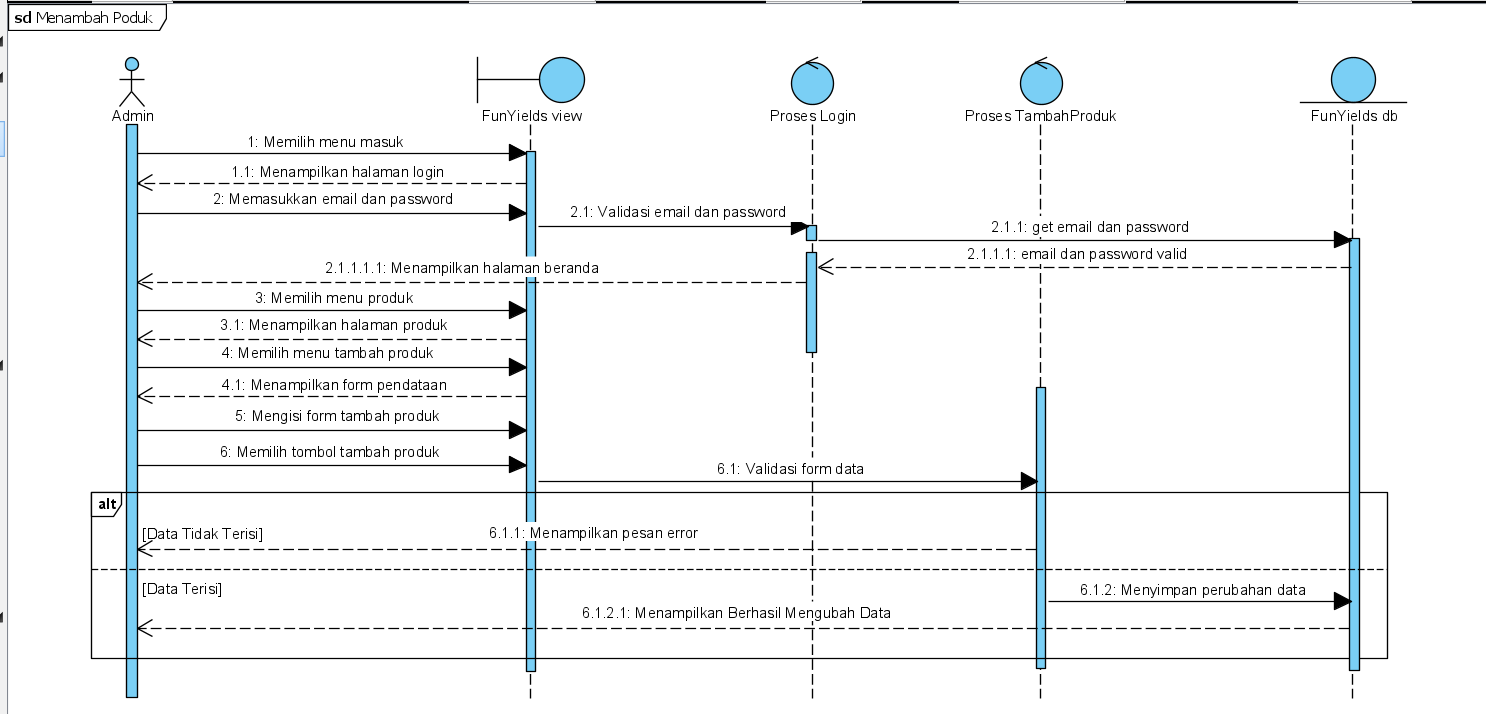 sd Menambah Poduk
Admin
FunYields view
Proses Login
Proses TambahProduk
FunYields db
1: Memilih menu masuk
1.1: Menampilkan halaman login
2: Memasukkan email dan password
2.1: Validasi email dan password
2.1.1: get email dan password
2.1.1.1: email dan password valid
2.1.1.1.1: Menampilkan halaman beranda
3: Memilih menu produk
3.1: Menampilkan halaman produk
4: Memilih menu tambah produk
4.1: Menampilkan form pendataan
5: Mengisi form tambah produk
6: Memilih tombol tambah produk
6.1: Validasi form data
alt
[Data Tidak Terisi]
6.1.1: Menampilkan pesan error
[Data Terisi]
6.1.2: Menyimpan perubahan data
6.1.2.1: Menampilkan Berhasil Mengubah Data